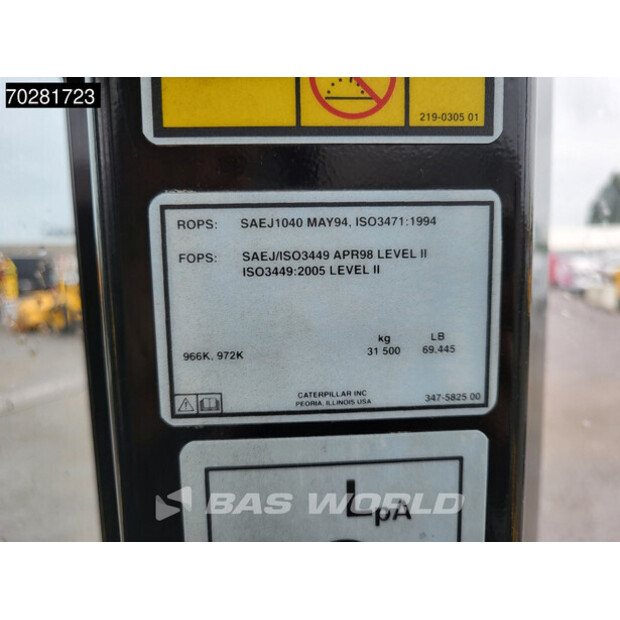 70281723
219-0305 01
ROPS: SAEJ1040 MAY94, ISO3471:1994
FOPS: SAEJ/ISO3449 APR98 LEVEL II
ISO3449:2005 LEVEL II
kg LB
966K, 972K 31 500 69,445
CATERPILLAR INC
PEORIA, ILLINOIS USA
347-5825 00
BAS WORLD
LpA